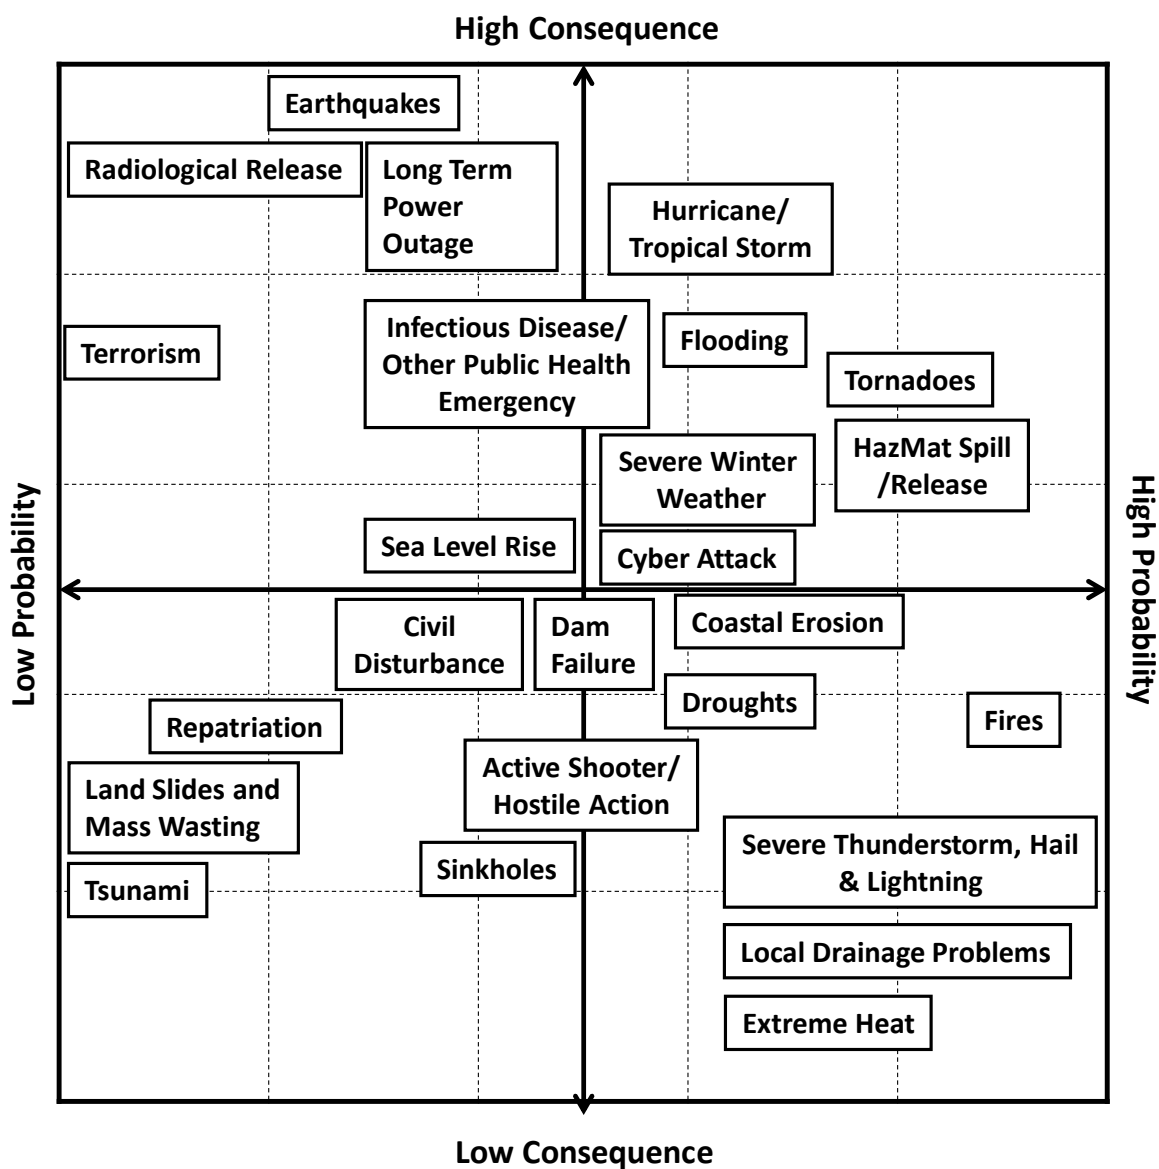 High Consequence
Earthquakes
Radiological Release
Long Term
Power
Outage
Hurricane/
Tropical Storm
Terrorism
Infectious Disease/
Other Public Health
Emergency
Flooding
Tornadoes
Severe Winter
Weather
HazMat Spill
/Release
Sea Level Rise
Cyber Attack
Low Probability
High Probability
Civil
Disturbance
Dam
Failure
Coastal Erosion
Repatriation
Droughts
Fires
Land Slides and
Mass Wasting
Active Shooter/
Hostile Action
Tsunami
Sinkholes
Severe Thunderstorm, Hail
& Lightning
Local Drainage Problems
Extreme Heat
Low Consequence